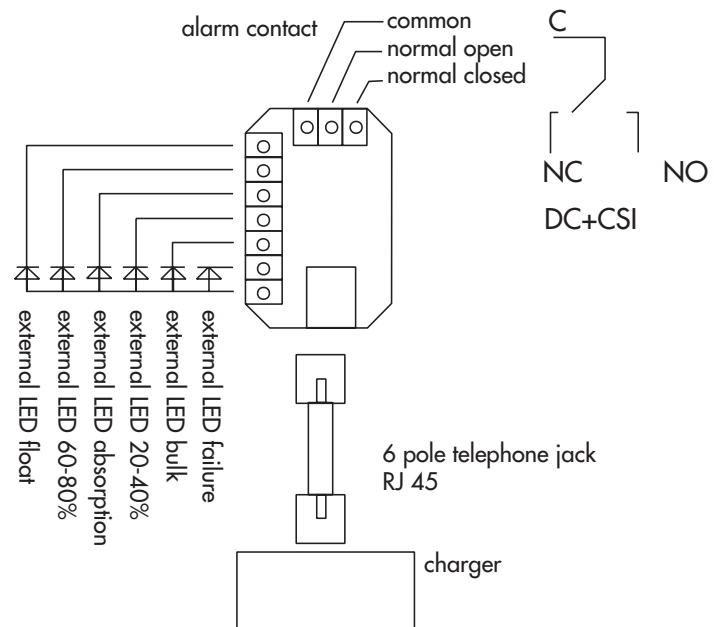 alarm contact
common
normal open
normal closed
C
NC
NO
DC+CSI
external LED float
external LED 60-80%
external LED absorption
external LED 20-40%
external LED bulk
external LED failure
6 pole telephone jack
RJ 45
charger